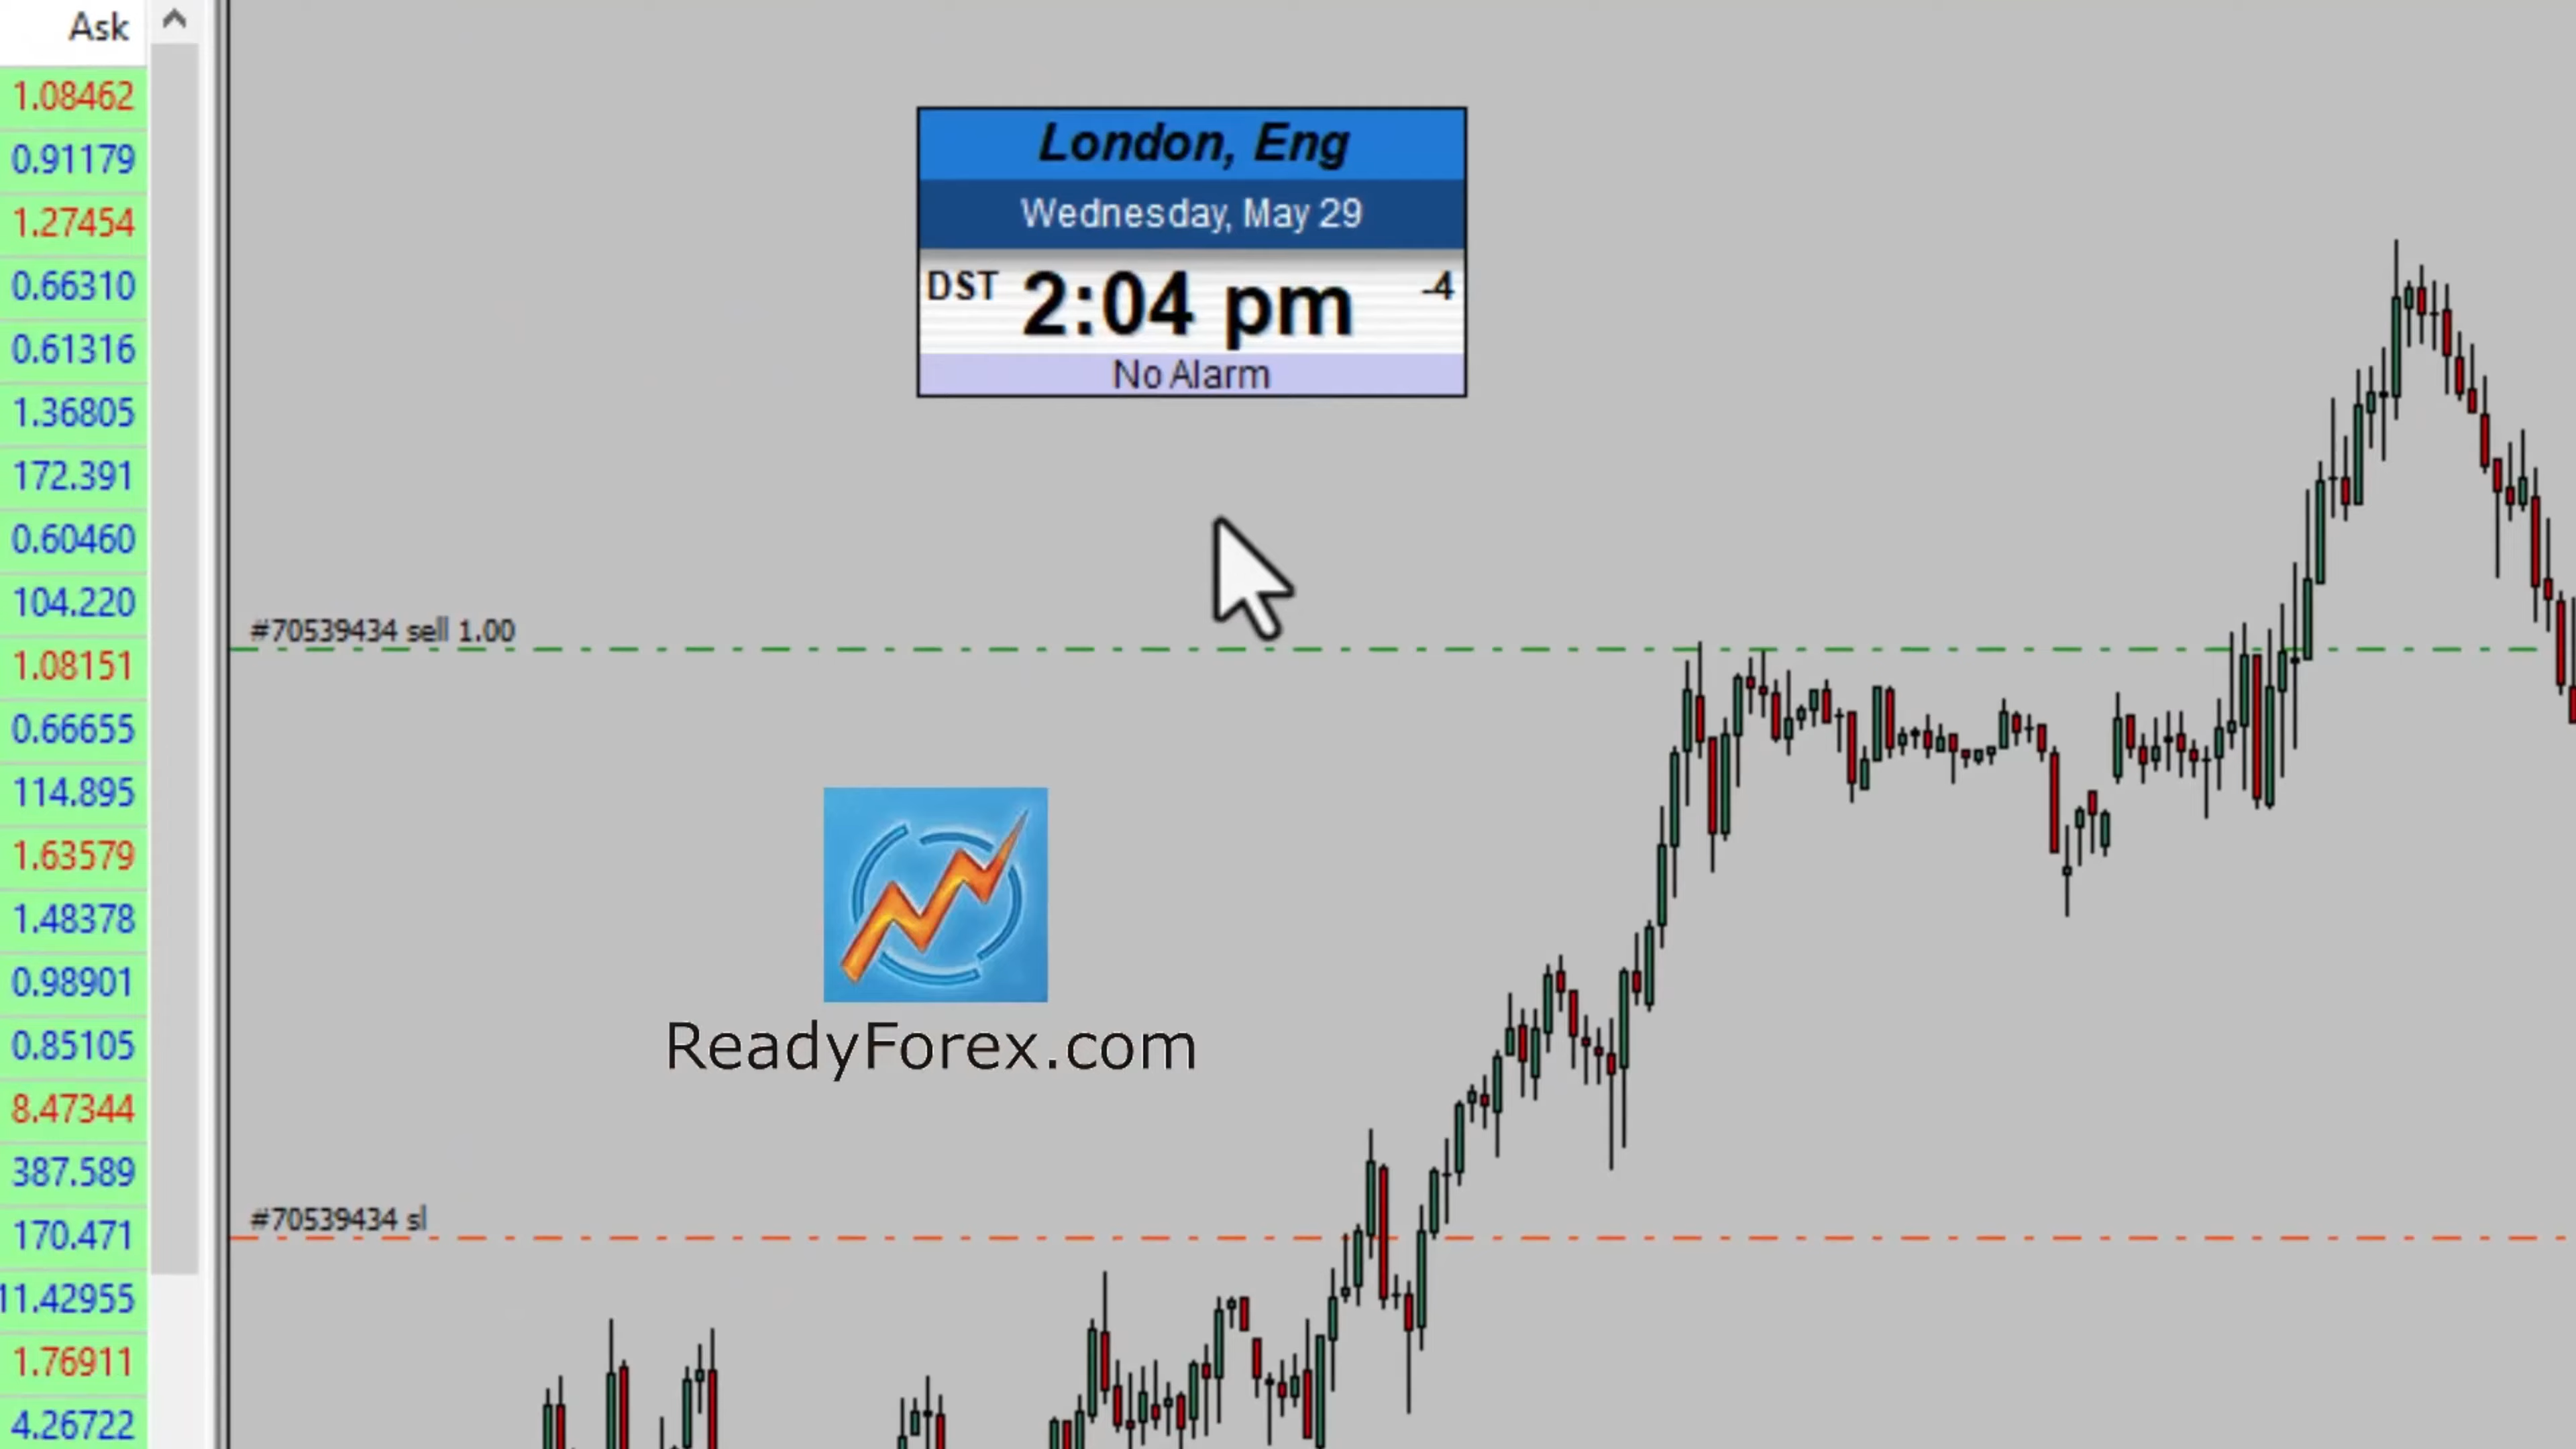 Ask
1.08462
0.91179
1.27454
0.66310
0.61316
1.36805
172.391
0.60460
104.220
1.08151
0.66655
114.895
1.63579
1.48378
0.98901
0.85105
8.47344
387.589
170.471
11.42955
1.76911
4.26722
London, Eng
Wednesday, May 29
DST 2:04 pm -4
No Alarm
#70539434 sell 1.00
ReadyForex.com
#70539434 sl